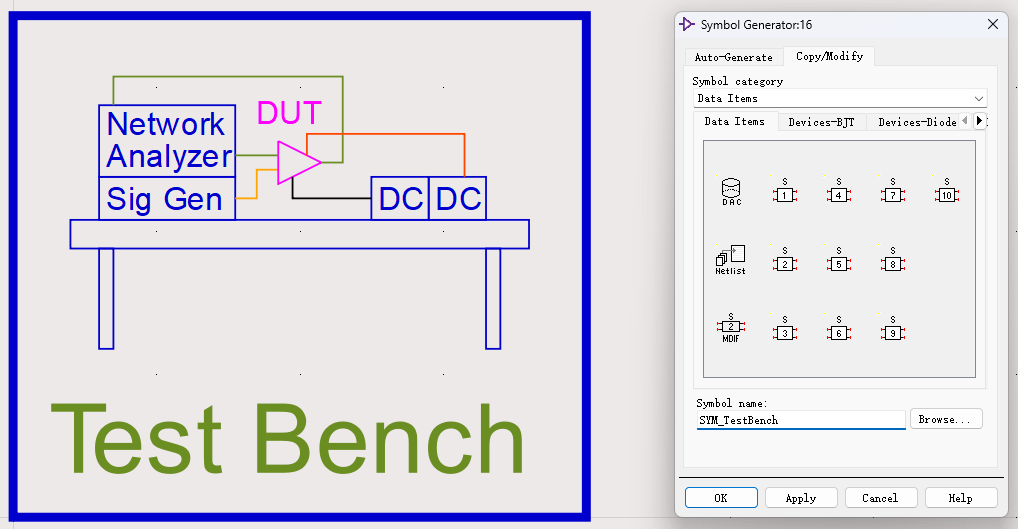 DUT
Network
Analyzer
Sig Gen
DC DC
Test Bench
Symbol Generator:16
Auto-Generate Copy/Modify
Symbol category
Data Items
Data Items Devices-BJT Devices-Diode
S S S S
DAC 1 4 7 10
S S S
Netlist 2 5 8
S S S S
2 3 6 9
MDIF
Symbol name:
SYM_TestBench Browse...
OK Apply Cancel Help